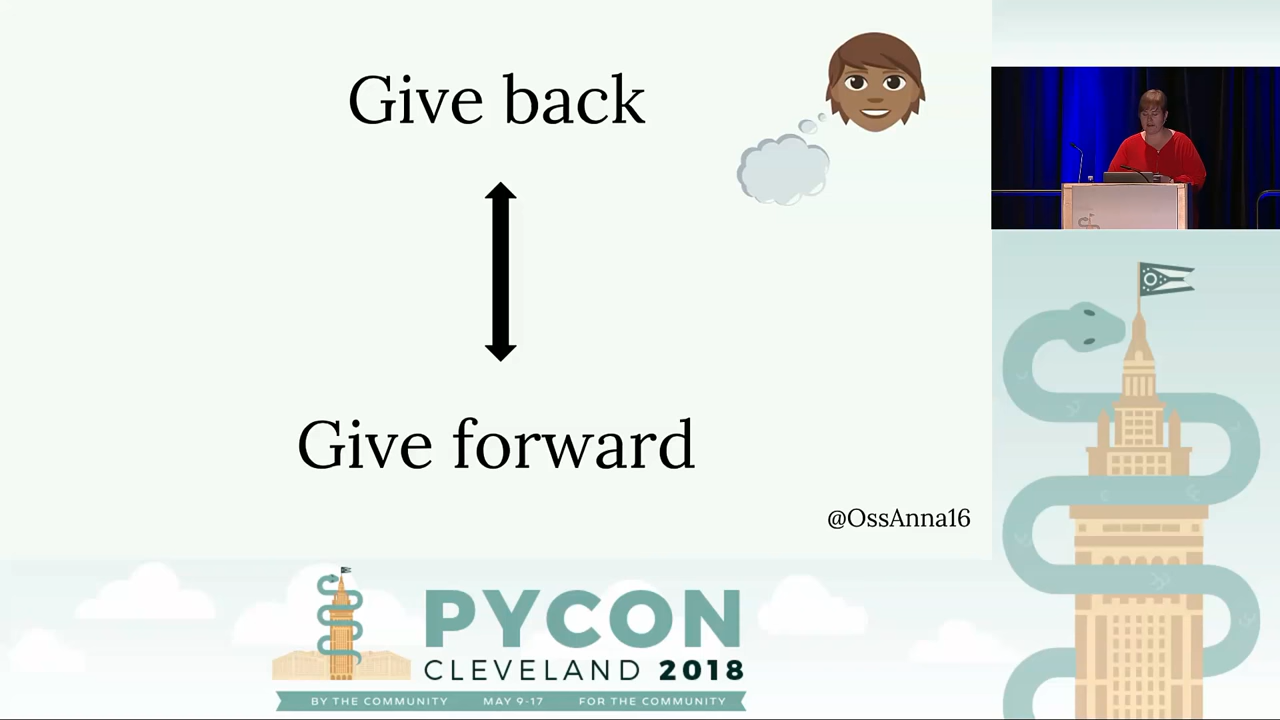 Give back
Give forward
@OssAnna16
PYCON
CLEVELAND 2018
BY THE COMMUNITY MAY 9-17 FOR THE COMMUNITY